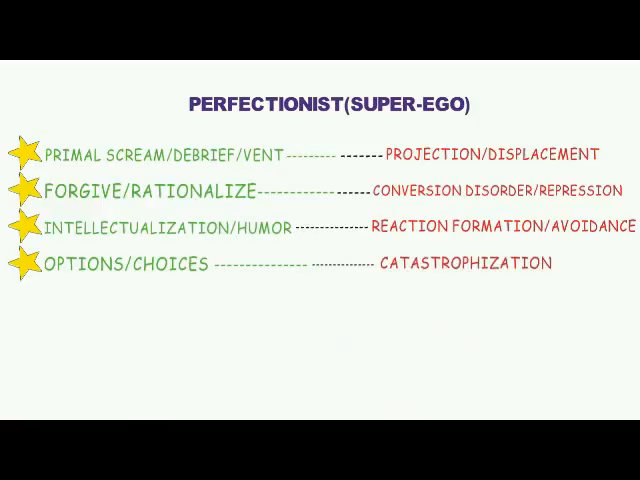 PERFECTIONIST(SUPER-EGO)
PRIMAL SCREAM/DEBRIEF/VENT --------- ------- PROJECTION/DISPLACEMENT
FORGIVE/RATIONALIZE----------- ------ CONVERSION DISORDER/REPRESSION
INTELLECTUALIZATION/HUMOR -------------- REACTION FORMATION/AVOIDANCE
OPTIONS/CHOICES ------------- -------------- CATASTROPHIZATION